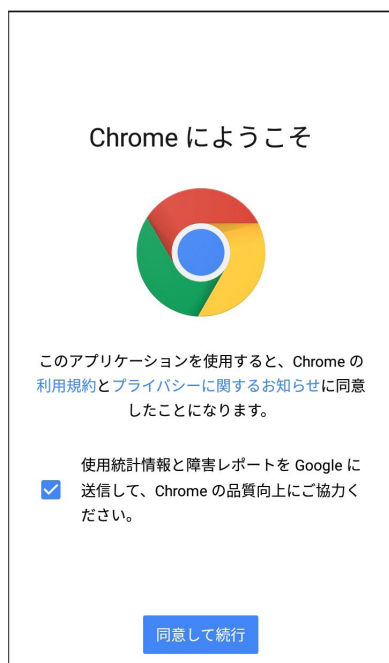 Chrome にようこそ
このアプリケーションを使用すると、Chrome の
利用規約とプライバシーに関するお知らせに同意
したことになります。
使用統計情報と障害レポートを Google に
送信して、Chrome の品質向上にご協力く
ださい。
同意して続行